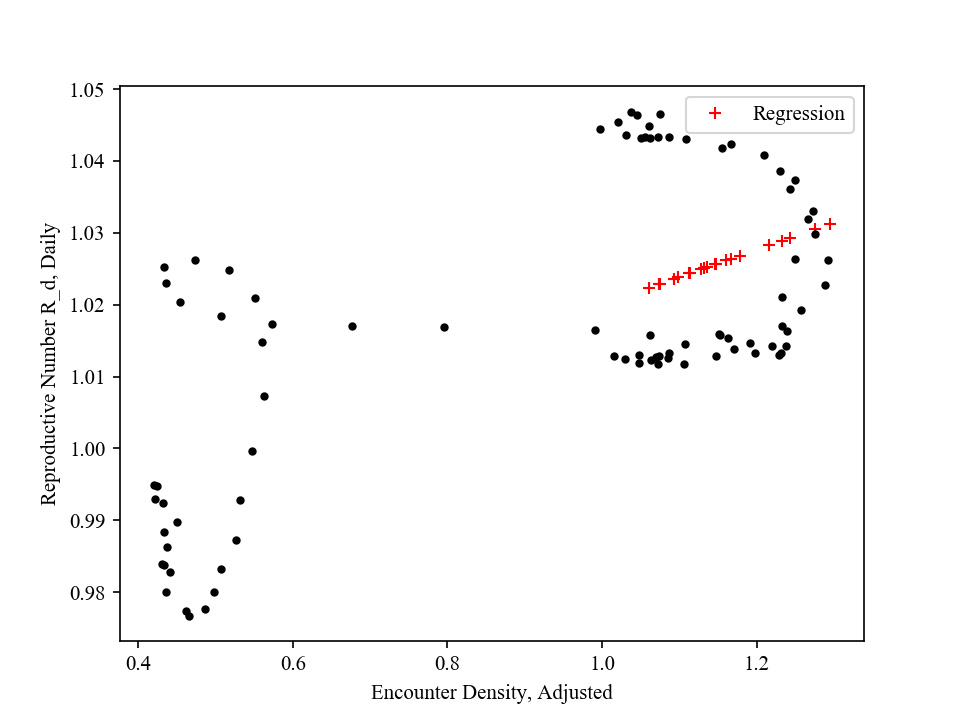 Regression
1.05
1.04
1.03
1.02
1.01
1.00
0.99
0.98
Reproductive Number R_d, Daily
0.4 0.6 0.8 1.0 1.2
Encounter Density, Adjusted